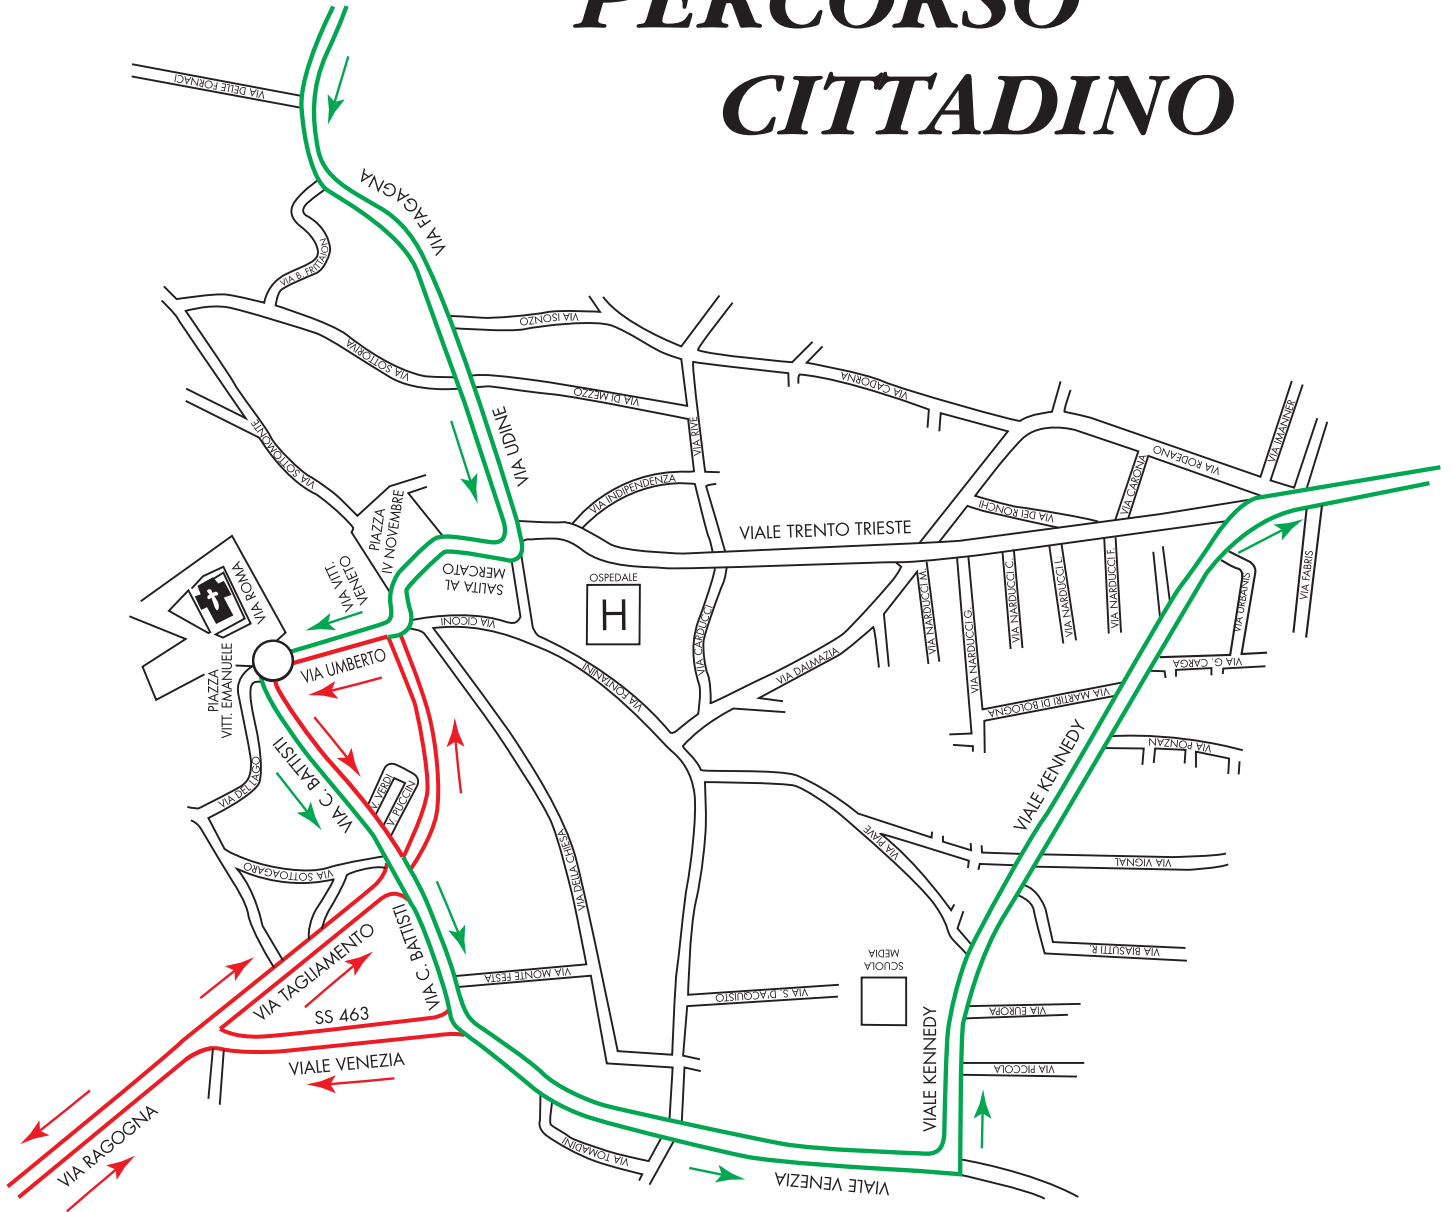 PERCORSO
CITTADINO
VIA DELLE FORNACI
VIA FAGAGNA
VIA B. FRITTAION
VIA ISONZO
VIA SOTTORIVA
VIA DI MEZZO
VIA CADORNA
VIA UDINE
VIA RIVE
VIA IMANNER
VIA SOTTOMONTE
VIA RODEANO
VIA CARONA
VIA INDIPENDENZA
PIAZZA
IV NOVEMBRE
VIA DEI RONCHI
VIALE TRENTO TRIESTE
VIA VITT.
VENETO
SALITA AL
MERCATO
OSPEDALE
H
VIA ROMA
VIA CICONI
VIA CARDUCCI
VIA NARDUCCI M.
VIA NARDUCCI G.
VIA NARDUCCI C.
VIA NARDUCCI L.
VIA NARDUCCI F.
VIA URBANIS
VIA FABRIS
VIA UMBERTO
PIAZZA
VITT. EMANUELE
VIA FONTANINI
VIA DALMAZIA
VIA G. CARGA
VIA MARTIRI DI BOLOGNA
VIA PONZAN
VIA C. BATTISTI
VIA DEL LAGO
V. VERDI
V. PUCCIN
VIALE KENNEDY
VIA DELLA CHIESA
VIA PIAVE
VIA VIGNAL
VIA SOTTOAGARO
VIA C. BATTISTI
VIA TAGLIAMENTO
VIA MONTE FESTA
VIA S. D'ACQUISTO
SCUOLA
MEDIA
VIA BIASUTTI R.
SS 463
VIALE VENEZIA
VIALE KENNEDY
VIA EUROPA
VIA PICCOLA
VIA RAGOGNA
VIA TOMADINI
VIALE VENEZIA